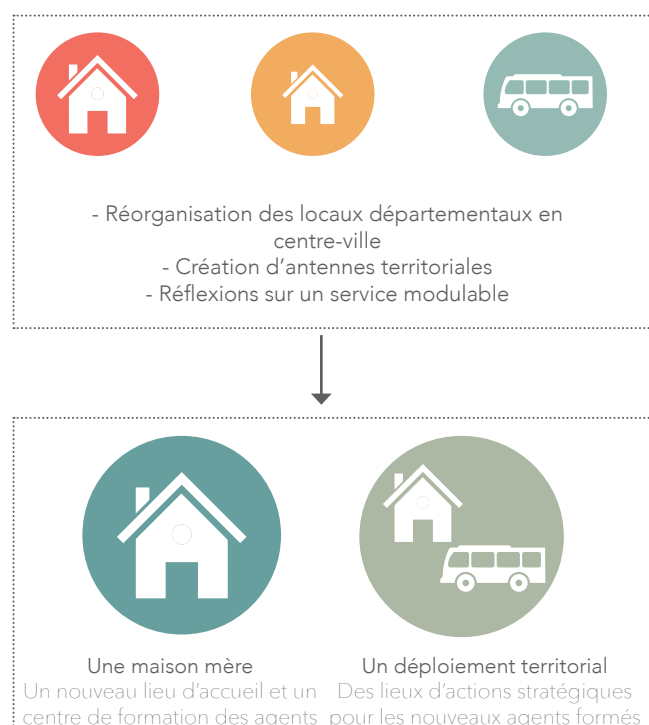 - Réorganisation des locaux départementaux en
centre-ville
- Création d'antennes territoriales
- Réflexions sur un service modulable
Une maison mère
Un nouveau lieu d'accueil et un
centre de formation des agents
Un déploiement territorial
Des lieux d'actions stratégiques
pour les nouveaux agents formés